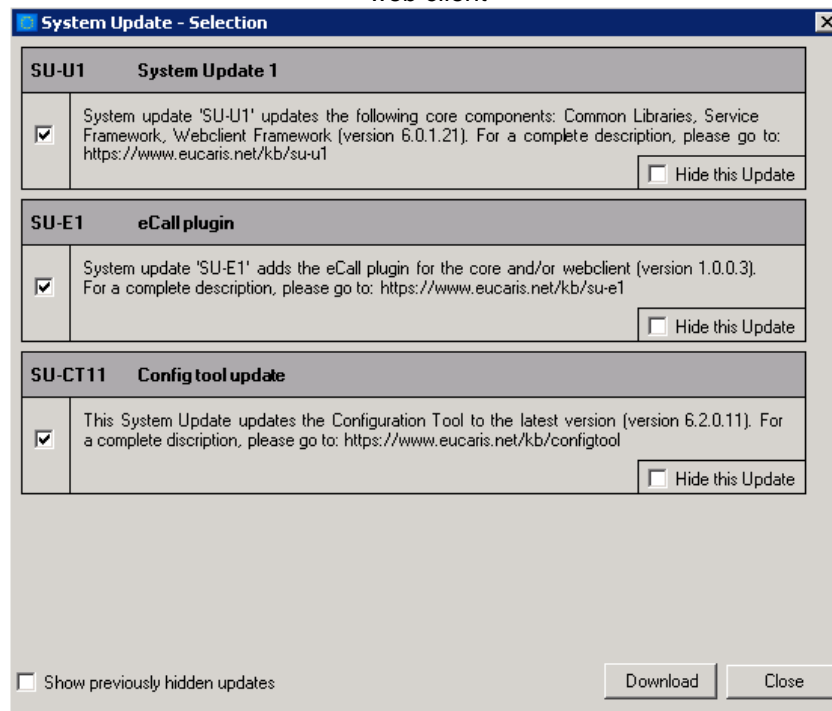 web client
System Update - Selection
SU-U1 System Update 1
System update 'SU-U1' updates the following core components: Common Libraries, Service
Framework, Webclient Framework (version 6.0.1.21). For a complete description, please go to:
https://www.eucaris.net/kb/su-u1
Hide this Update
SU-E1 eCall plugin
System update 'SU-E1' adds the eCall plugin for the core and/or webclient (version 1.0.0.3).
For a complete description, please go to: https://www.eucaris.net/kb/su-e1
Hide this Update
SU-CT11 Config tool update
This System Update updates the Configuration Tool to the latest version (version 6.2.0.11). For
a complete discription, please go to: https://www.eucaris.net/kb/configtool
Hide this Update
Show previously hidden updates
Download
Close